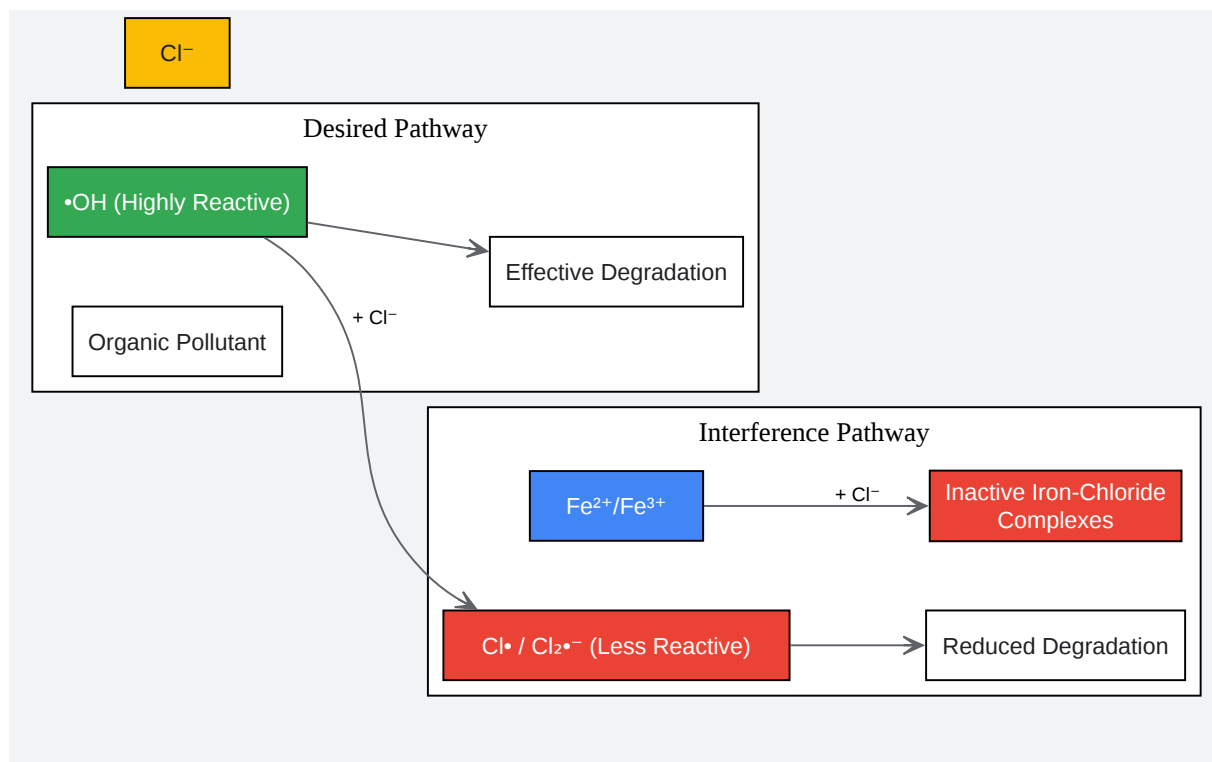 Cl⁻
Desired Pathway
•OH (Highly Reactive)
Effective Degradation
+ Cl⁻
Organic Pollutant
Interference Pathway
Fe²⁺/Fe³⁺
+ Cl⁻
Inactive Iron-Chloride
Complexes
Cl• / Cl₂•⁻ (Less Reactive)
Reduced Degradation